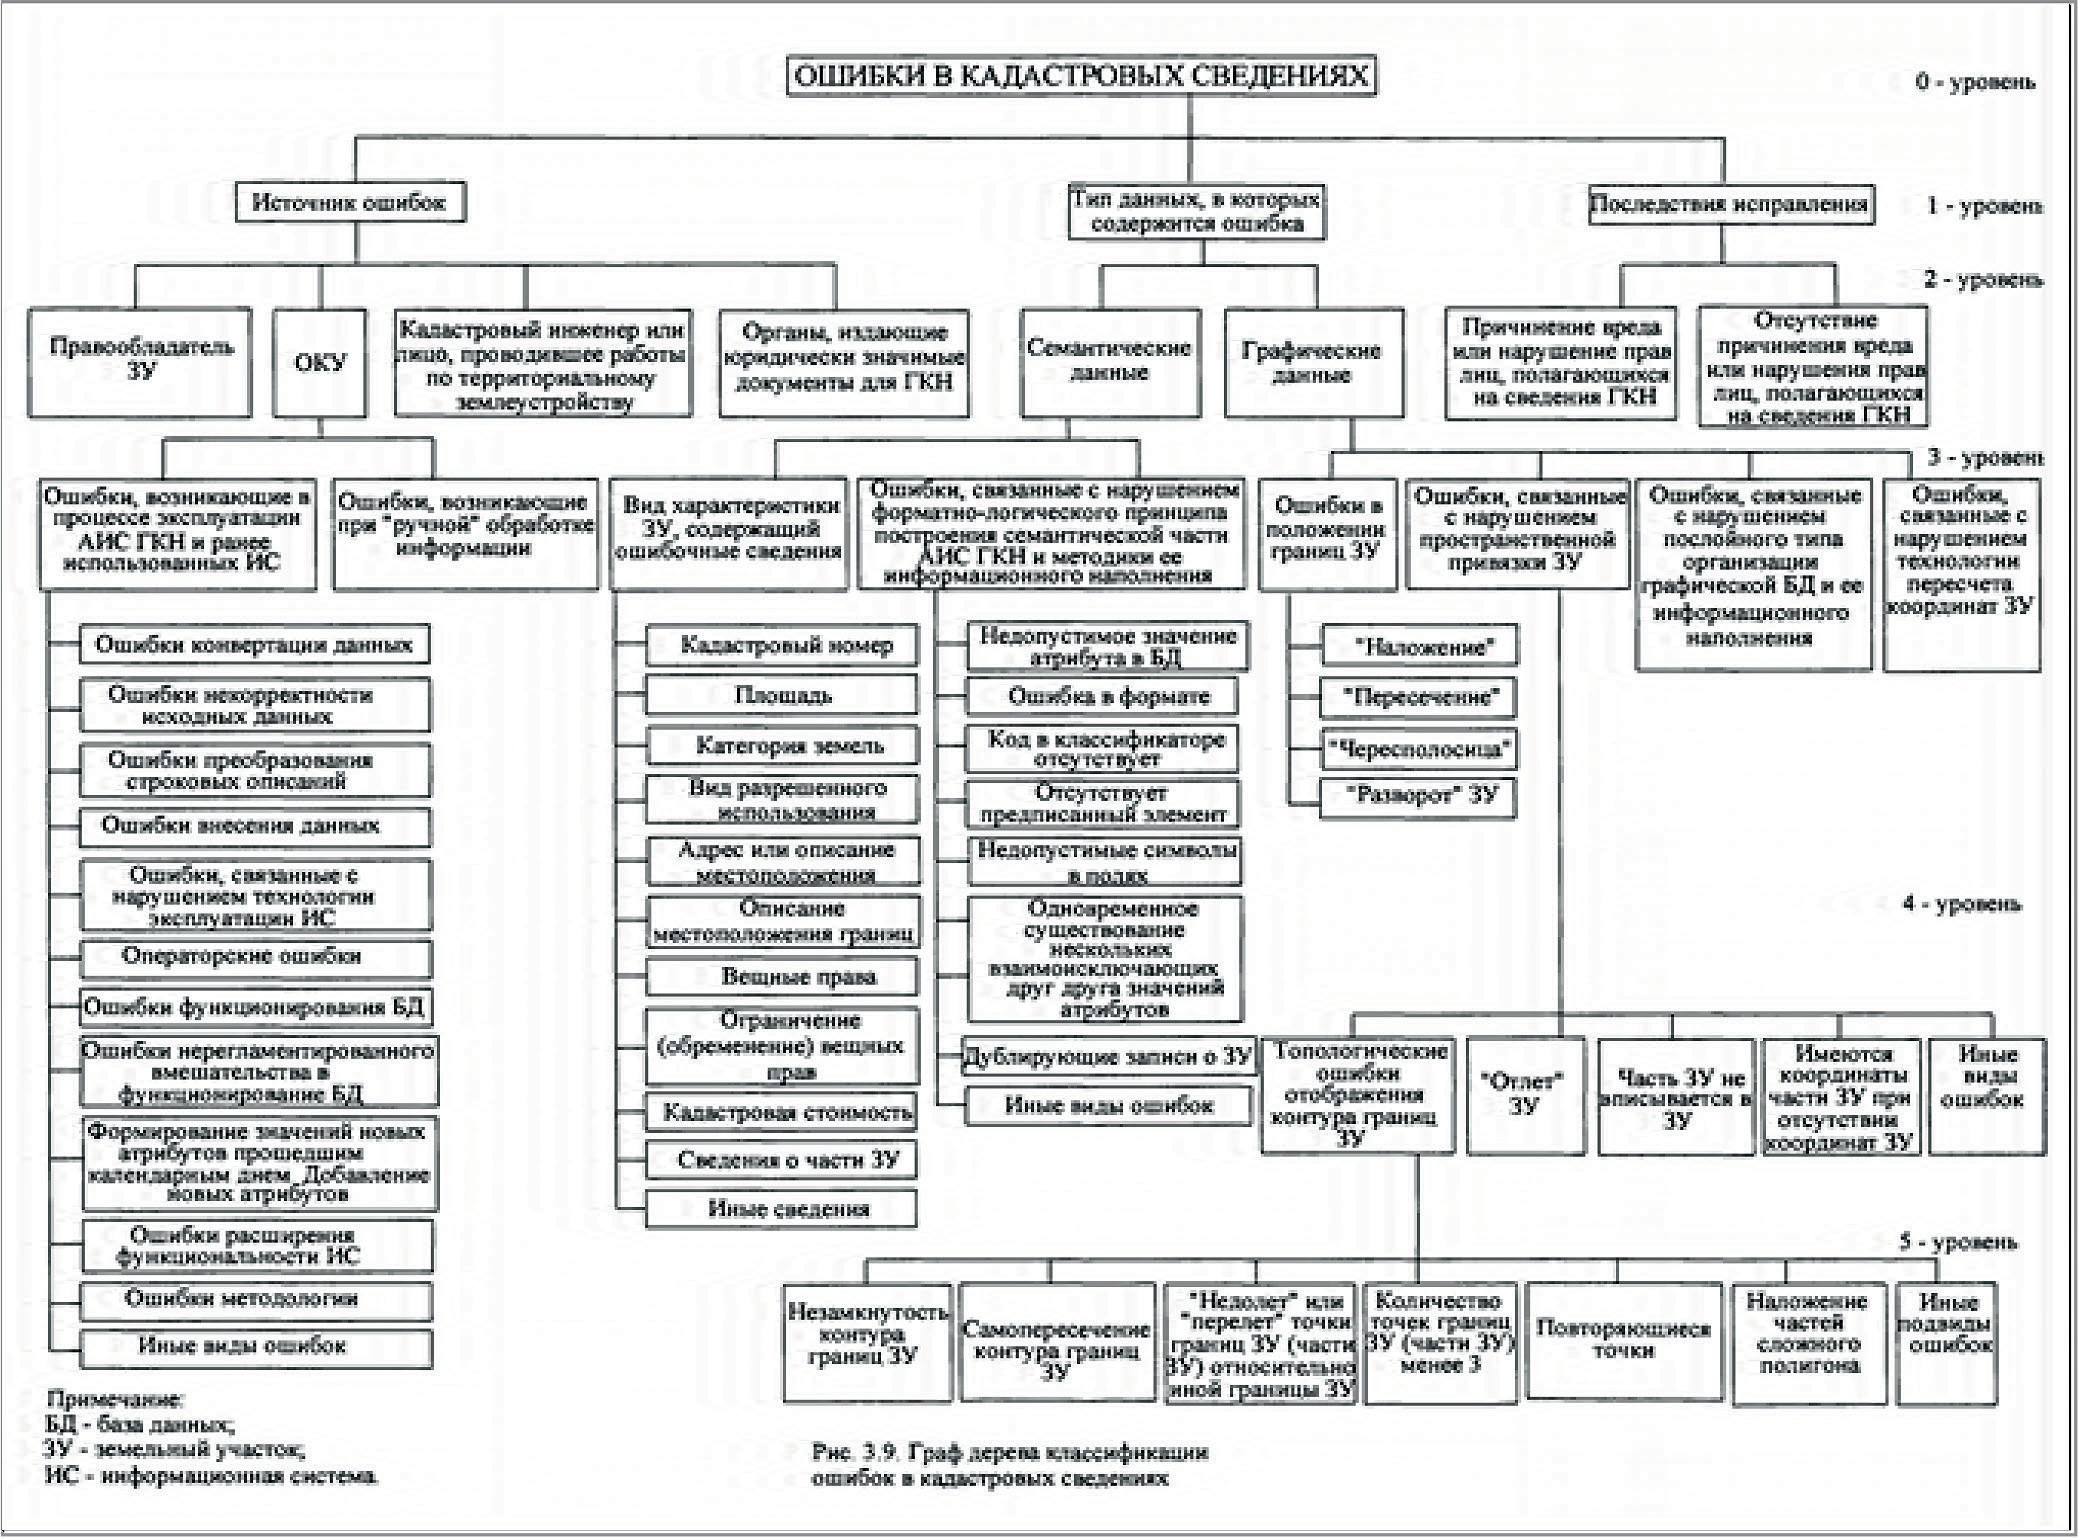 ОШИБКИ В КАДАСТРОВЫХ СВЕДЕНИЯХ
0 - уровень
Источник ошибок
Тип данных, в которых
содержится ошибка
Последствия исправления
1 - уровень
2 - уровень
Правообладатель
ЗУ
ОКУ
Кадастровый инженер или
лицо, проводившее работы
по территориальному
землеустройству
Органы, издающие
юридически значимые
документы для ГКН
Семантические
данные
Графические
данные
Причинение вреда
или нарушение прав
лиц, полагающихся
на сведения ГКН
Отсутствие
причинения вреда
или нарушения прав
лиц, полагающихся
на сведения ГКН
3 - уровень
Ошибки, возникающие в
процессе эксплуатации
АИС ГКН и ранее
использованных ИС
Ошибки, возникающие
при "ручной" обработке
информации
Вид характеристики
ЗУ, содержащий
ошибочные сведения
Ошибки, связанные с нарушением
форматно-логического принципа
построения семантической части
АИС ГКН и методики ее
информационного наполнения
Ошибки в
положении
границ ЗУ
Ошибки, связанные
с нарушением
пространственной
привязки ЗУ
Ошибки, связанные
с нарушением
послойного типа
организации
графической БД и ее
информационного
наполнения
Ошибки,
связанные с
нарушением
технологии
пересчета
координат ЗУ
Ошибки конвертации данных
Ошибки некорректности
исходных данных
Ошибки преобразования
строковых описаний
Ошибки внесения данных
Ошибки, связанные с
нарушением технологии
эксплуатации ИС
Операторские ошибки
Ошибки функционирования БД
Ошибки нерегламентированного
вмешательства в
функционирование БД
Формирование значений новых
атрибутов прошедшим
календарным днем. Добавление
новых атрибутов
Ошибки расширения
функциональности ИС
Ошибки методологии
Иные виды ошибок
Кадастровый номер
Площадь
Категория земель
Вид разрешенного
использования
Адрес или описание
местоположения
Описание
местоположения границ
Вещные права
Ограничение
(обременение) вещных
прав
Кадастровая стоимость
Сведения о части ЗУ
Иные сведения
Недопустимое значение
атрибута в БД
Ошибка в формате
Код в классификаторе
отсутствует
Отсутствует
предписанный элемент
Недопустимые символы
в полях
Одновременное
существование
нескольких
взаимоисключающих
друг друга значений
атрибутов
Дублирующие записи о ЗУ
Иные виды ошибок
"Наложение"
"Пересечение"
"Чересполосица"
"Разворот" ЗУ
4 - уровень
Топологические
ошибки
отображения
контура границ
ЗУ
"Отлет"
ЗУ
Часть ЗУ не
вписывается в
ЗУ
Имеются
координаты
части ЗУ при
отсутствии
координат ЗУ
Иные
виды
ошибок
5 - уровень
Незамкнутость
контура
границ ЗУ
Самопересечение
контура границ
ЗУ
"Недолет" или
"перелет" точки
границ ЗУ (части
ЗУ) относительно
иной границы ЗУ
Количество
точек границ
ЗУ (части ЗУ)
менее 3
Повторяющиеся
точки
Наложение
частей
сложного
полигона
Иные
подвиды
ошибок
Примечание:
БД - база данных;
ЗУ - земельный участок;
ИС - информационная система.
Рис. 3.9. Граф дерева классификации
ошибок в кадастровых сведениях